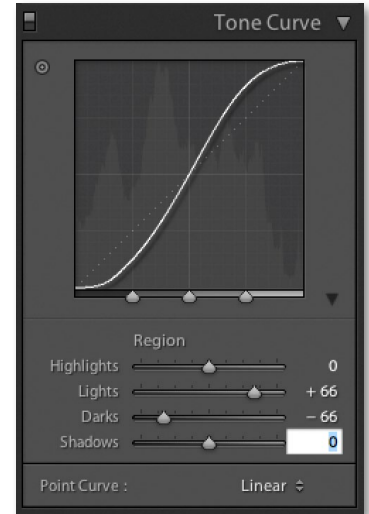 Tone Curve
Region
Highlights 0
Lights + 66
Darks – 66
Shadows 0
Point Curve : Linear